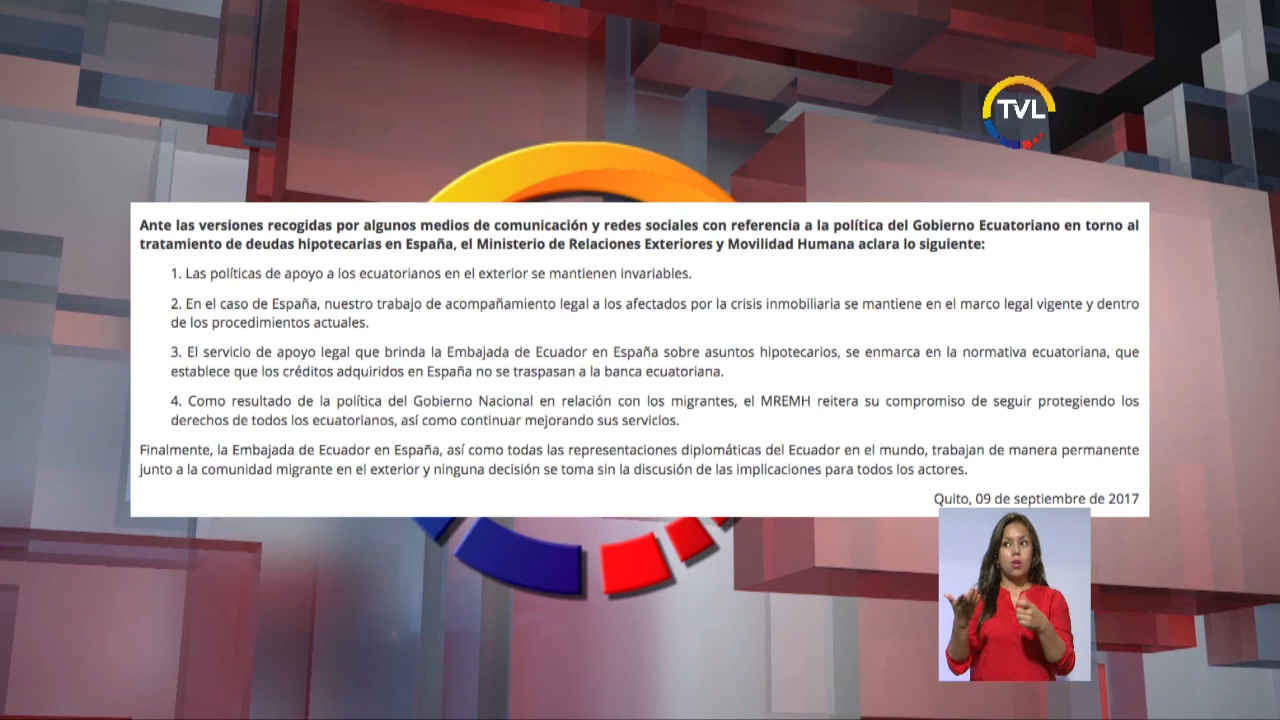 TVL
Ante las versiones recogidas por algunos medios de comunicación y redes sociales con referencia a la política del Gobierno Ecuatoriano en torno al
tratamiento de deudas hipotecarias en España, el Ministerio de Relaciones Exteriores y Movilidad Humana aclara lo siguiente:
1. Las políticas de apoyo a los ecuatorianos en el exterior se mantienen invariables.
2. En el caso de España, nuestro trabajo de acompañamiento legal a los afectados por la crisis inmobiliaria se mantiene en el marco legal vigente y dentro
de los procedimientos actuales.
3. El servicio de apoyo legal que brinda la Embajada de Ecuador en España sobre asuntos hipotecarios, se enmarca en la normativa ecuatoriana, que
establece que los créditos adquiridos en España no se traspasan a la banca ecuatoriana.
4. Como resultado de la política del Gobierno Nacional en relación con los migrantes, el MREMH reitera su compromiso de seguir protegiendo los
derechos de todos los ecuatorianos, así como continuar mejorando sus servicios.
Finalmente, la Embajada de Ecuador en España, así como todas las representaciones diplomáticas del Ecuador en el mundo, trabajan de manera permanente
junto a la comunidad migrante en el exterior y ninguna decisión se toma sin la discusión de las implicaciones para todos los actores.
Quito, 09 de septiembre de 2017